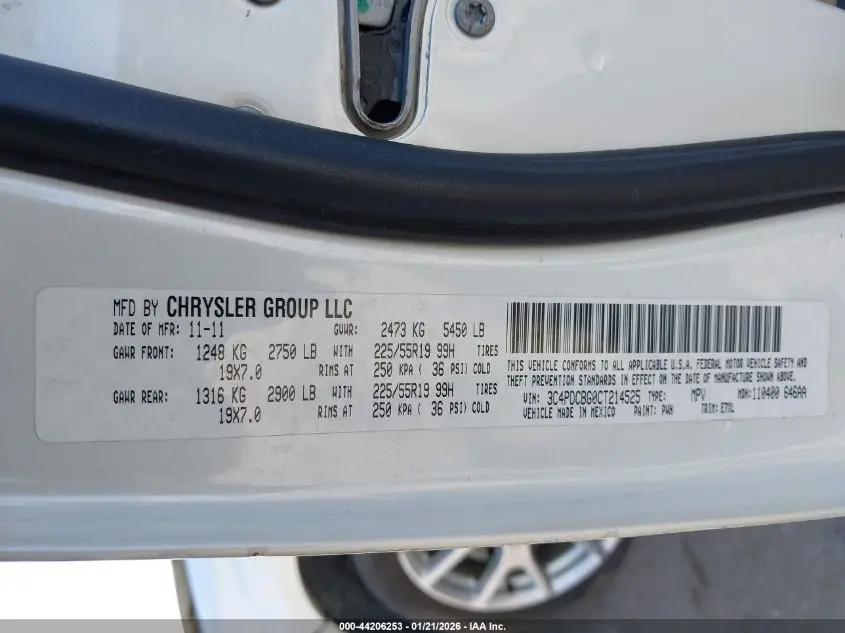 MFD BY CHRYSLER GROUP LLC
DATE OF MFR: 11-11 GVWR: 2473 KG 5450 LB
GAWR FRONT: 1248 KG 2750 LB WITH 225/55R19 99H TIRES
19X7.0 RIMS AT 250 KPA ( 36 PSI) COLD
GAWR REAR: 1316 KG 2900 LB WITH 225/55R19 99H TIRES
19X7.0 RIMS AT 250 KPA ( 36 PSI) COLD
THIS VEHICLE CONFORMS TO ALL APPLICABLE U.S.A. FEDERAL MOTOR VEHICLE SAFETY AND
THEFT PREVENTION STANDARDS IN EFFECT ON THE DATE OF MANUFACTURE SHOWN ABOVE.
VIN: 3C4PDCBG0CT214525 TYPE: MPV MDH:110400 646AA
VEHICLE MADE IN MEXICO PAINT: PWH TRIM: E7XL
000-44206253 - 01/21/2026 - IAA Inc.